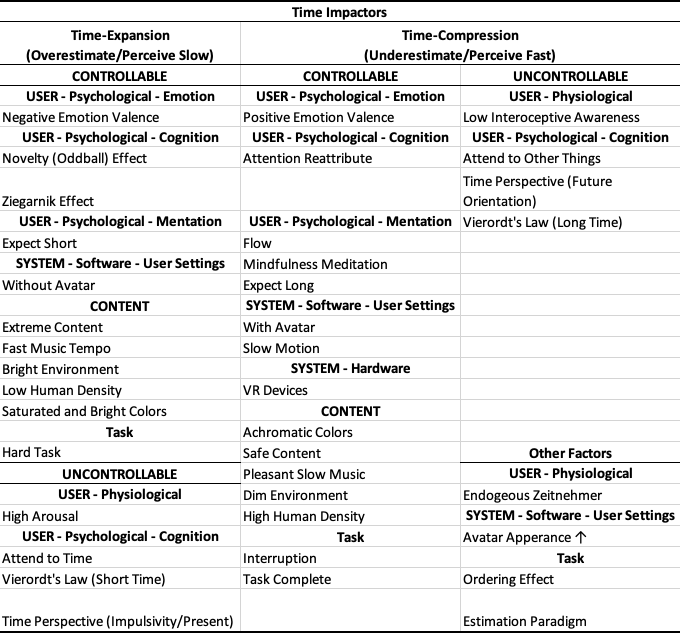 Time Impactors
Time-Expansion
(Overestimate/Perceive Slow)
Time-Compression
(Underestimate/Perceive Fast)
CONTROLLABLE
USER - Psychological - Emotion
Negative Emotion Valence
USER - Psychological - Cognition
Novelty (Oddball) Effect
Ziegarnik Effect
USER - Psychological - Mentation
Expect Short
SYSTEM - Software - User Settings
Without Avatar
CONTENT
Extreme Content
Fast Music Tempo
Bright Environment
Low Human Density
Saturated and Bright Colors
Task
Hard Task
UNCONTROLLABLE
USER - Physiological
High Arousal
USER - Psychological - Cognition
Attend to Time
Vierordt's Law (Short Time)
Time Perspective (Impulsivity/Present)
CONTROLLABLE
USER - Psychological - Emotion
Positive Emotion Valence
USER - Psychological - Cognition
Attention Reattribute
USER - Psychological - Mentation
Flow
Mindfulness Meditation
Expect Long
SYSTEM - Software - User Settings
With Avatar
Slow Motion
SYSTEM - Hardware
VR Devices
CONTENT
Achromatic Colors
Safe Content
Pleasant Slow Music
Dim Environment
High Human Density
Task
Interruption
Task Complete
UNCONTROLLABLE
USER - Physiological
Low Interoceptive Awareness
USER - Psychological - Cognition
Attend to Other Things
Time Perspective (Future
Orientation)
Vierordt's Law (Long Time)
Other Factors
USER - Physiological
Endogeous Zeitnehmer
SYSTEM - Software - User Settings
Avatar Apperance ↑
Task
Ordering Effect
Estimation Paradigm